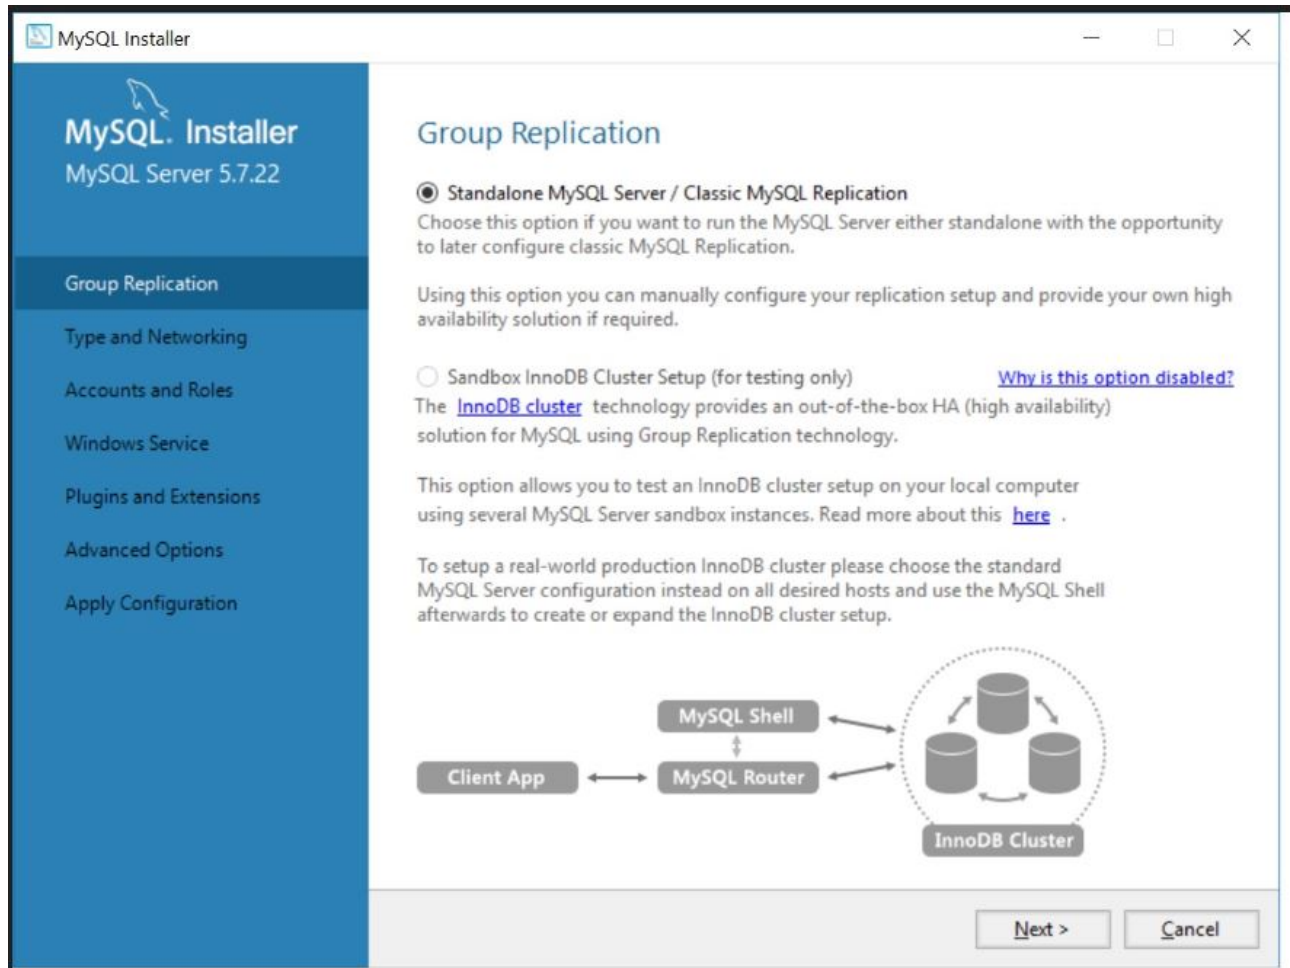 MySQL Installer
MySQL. Installer
MySQL Server 5.7.22
Group Replication
Type and Networking
Accounts and Roles
Windows Service
Plugins and Extensions
Advanced Options
Apply Configuration
Group Replication
Standalone MySQL Server / Classic MySQL Replication
Choose this option if you want to run the MySQL Server either standalone with the opportunity
to later configure classic MySQL Replication.
Using this option you can manually configure your replication setup and provide your own high
availability solution if required.
Sandbox InnoDB Cluster Setup (for testing only) Why is this option disabled?
The InnoDB cluster technology provides an out-of-the-box HA (high availability)
solution for MySQL using Group Replication technology.
This option allows you to test an InnoDB cluster setup on your local computer
using several MySQL Server sandbox instances. Read more about this here .
To setup a real-world production InnoDB cluster please choose the standard
MySQL Server configuration instead on all desired hosts and use the MySQL Shell
afterwards to create or expand the InnoDB cluster setup.
MySQL Shell
Client App
MySQL Router
InnoDB Cluster
Next >
Cancel